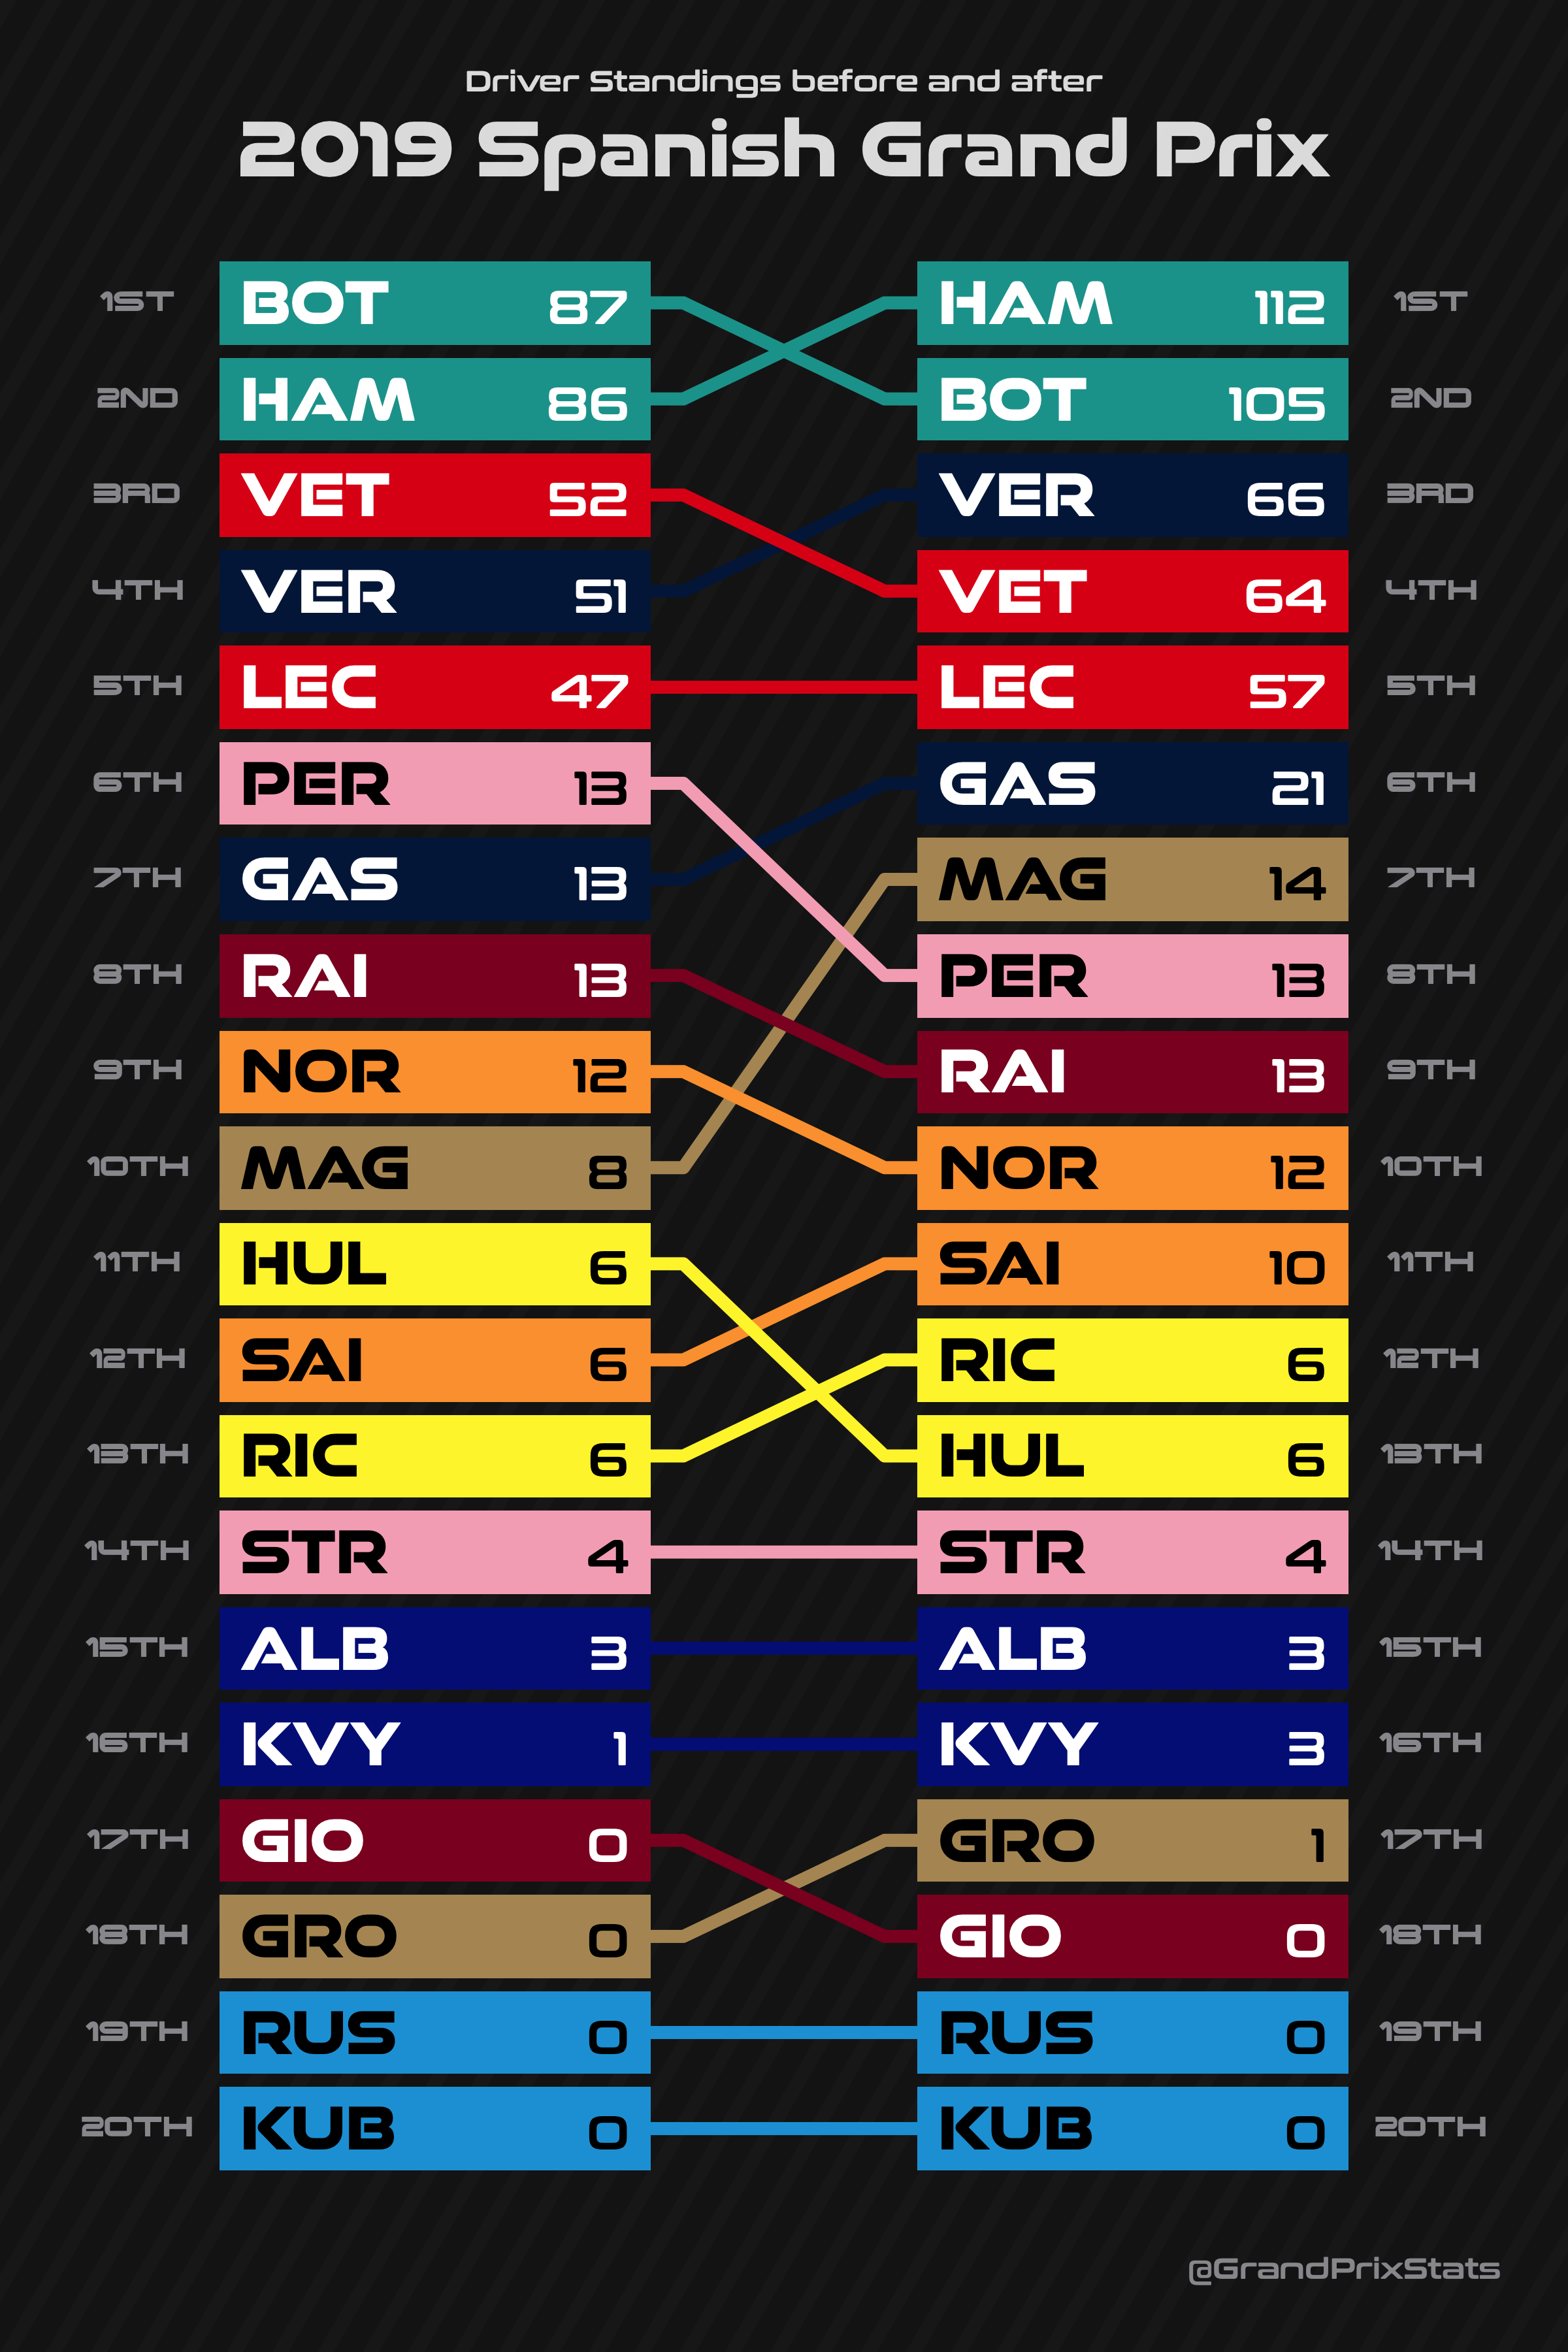 Driver Standings before and after
2019 Spanish Grand Prix
1ST BOT 87 HAM 112 1ST
2ND HAM 86 BOT 105 2ND
3RD VET 52 VER 66 3RD
4TH VER 51 VET 64 4TH
5TH LEC 47 LEC 57 5TH
6TH PER 13 GAS 21 6TH
7TH GAS 13 MAG 14 7TH
8TH RAI 13 PER 13 8TH
9TH NOR 12 RAI 13 9TH
10TH MAG 8 NOR 12 10TH
11TH HUL 6 SAI 10 11TH
12TH SAI 6 RIC 6 12TH
13TH RIC 6 HUL 6 13TH
14TH STR 4 STR 4 14TH
15TH ALB 3 ALB 3 15TH
16TH KVY 1 KVY 3 16TH
17TH GIO 0 GRO 1 17TH
18TH GRO 0 GIO 0 18TH
19TH RUS 0 RUS 0 19TH
20TH KUB 0 KUB 0 20TH
@GrandPrixStats